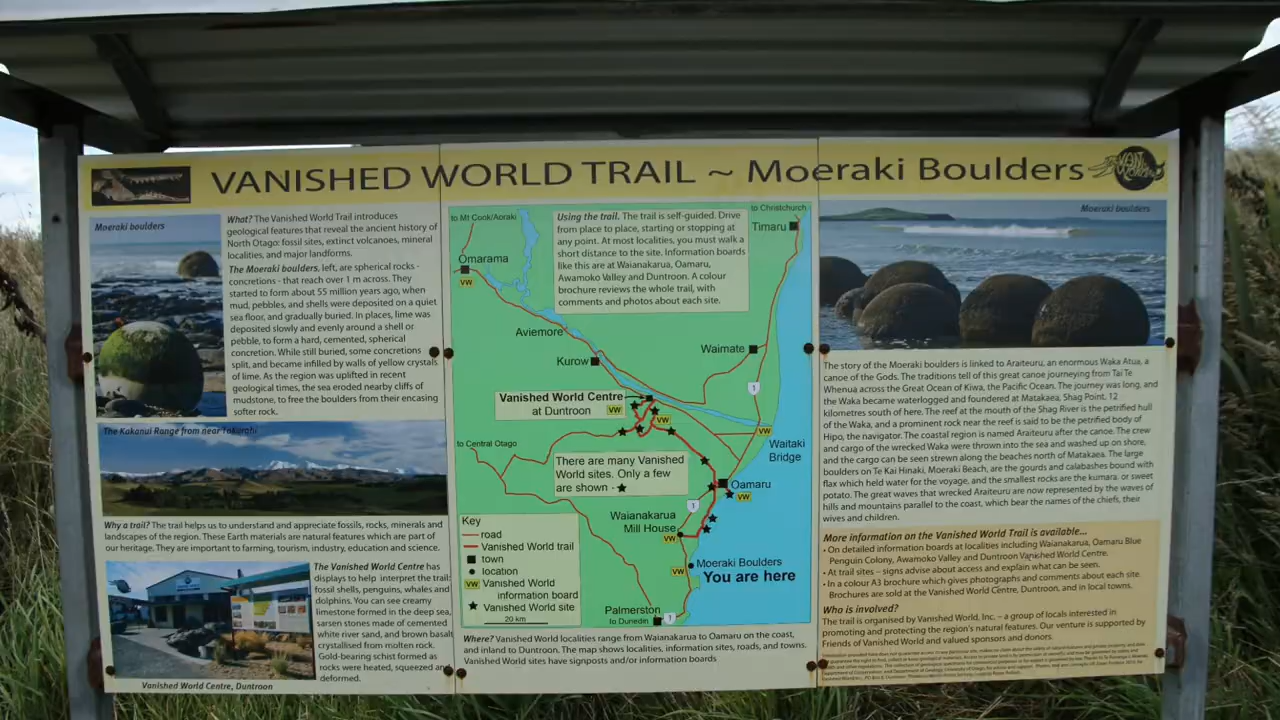 VANISHED WORLD TRAIL ~ Moeraki Boulders
VANISHED WORLD
Moeraki boulders
What? The Vanished World Trail introduces
geological features that reveal the ancient history of
North Otago: fossil sites, extinct volcanoes, mineral
localities, and major landforms.
The Moeraki boulders, left, are spherical rocks -
concretions - that reach over 1 m across. They
started to form about 55 million years ago, when
mud, pebbles, and shells were deposited on a quiet
sea floor, and gradually buried. In places, lime was
deposited slowly and evenly around a shell or
pebble, to form a hard, cemented, spherical
concretion. While still buried, some concretions
split, and became infilled by walls of yellow crystals
of lime. As the region was uplifted in recent
geological times, the sea eroded nearby cliffs of
mudstone, to free the boulders from their encasing
softer rock.
The Kakanui Range from near Tokarahi
Why a trail? The trail helps us to understand and appreciate fossils, rocks, minerals and
landscapes of the region. These Earth materials are natural features which are part of
our heritage. They are important to farming, tourism, industry, education and science.
The Vanished World Centre has
displays to help interpret the trail:
fossil shells, penguins, whales and
dolphins. You can see creamy
limestone formed in the deep sea,
sarsen stones made of cemented
white river sand, and brown basalt
crystallised from molten rock.
Gold-bearing schist formed as
rocks were heated, squeezed and
deformed.
Vanished World Centre, Duntroon
to Mt Cook/Aoraki
Using the trail. The trail is self-guided. Drive
from place to place, starting or stopping at
any point. At most localities, you must walk a
short distance to the site. Information boards
like this are at Waianakarua, Oamaru,
Awamoko Valley and Duntroon. A colour
brochure reviews the whole trail, with
comments and photos about each site.
to Christchurch
Timaru
Omarama
VW
Aviemore
Kurow
Waimate
1
Vanished World Centre
at Duntroon
VW
VW
VW
Waitaki
Bridge
to Central Otago
There are many Vanished
World sites. Only a few
are shown -
Oamaru
VW
1
Waianakarua
Mill House
VW
Key
road
Vanished World trail
town
location
VW Vanished World
information board
Vanished World site
20 km
Moeraki Boulders
VW
You are here
Palmerston
to Dunedin
1
Where? Vanished World localities range from Waianakarua to Oamaru on the coast,
and inland to Duntroon. The map shows localities, information sites, roads, and towns.
Vanished World sites have signposts and/or information boards
Moeraki boulders
The story of the Moeraki boulders is linked to Araiteuru, an enormous Waka Atua, a
canoe of the Gods. The traditions tell of this great canoe journeying from Tai Te
Whenua across the Great Ocean of Kiwa, the Pacific Ocean. The journey was long, and
the Waka became waterlogged and foundered at Matakaea, Shag Point, 12
kilometres south of here. The reef at the mouth of the Shag River is the petrified hull
of the Waka, and a prominent rock near the reef is said to be the petrified body of
Hipo, the navigator. The coastal region is named Araiteuru after the canoe. The crew
and cargo of the wrecked Waka were thrown into the sea and washed up on shore,
and the cargo can be seen strewn along the beaches north of Matakaea. The large
boulders on Te Kai Hinaki, Moeraki Beach, are the gourds and calabashes bound with
flax which held water for the voyage, and the smallest rocks are the kumara, or sweet
potato. The great waves that wrecked Araiteuru are now represented by the waves of
hills and mountains parallel to the coast, which bear the names of the chiefs, their
wives and children.
More information on the Vanished World Trail is available...
• On detailed information boards at localities including Waianakarua, Oamaru Blue
Penguin Colony, Awamoko Valley and Duntroon Vanished World Centre.
• At trail sites – signs advise about access and explain what can be seen.
• In a colour A3 brochure which gives photographs and comments about each site.
Brochures are sold at the Vanished World Centre, Duntroon, and in local towns.
Who is involved?
The trail is organised by Vanished World, Inc. – a group of locals interested in
promoting and protecting the region's natural features. Our venture is supported by
Friends of Vanished World and valued sponsors and donors.